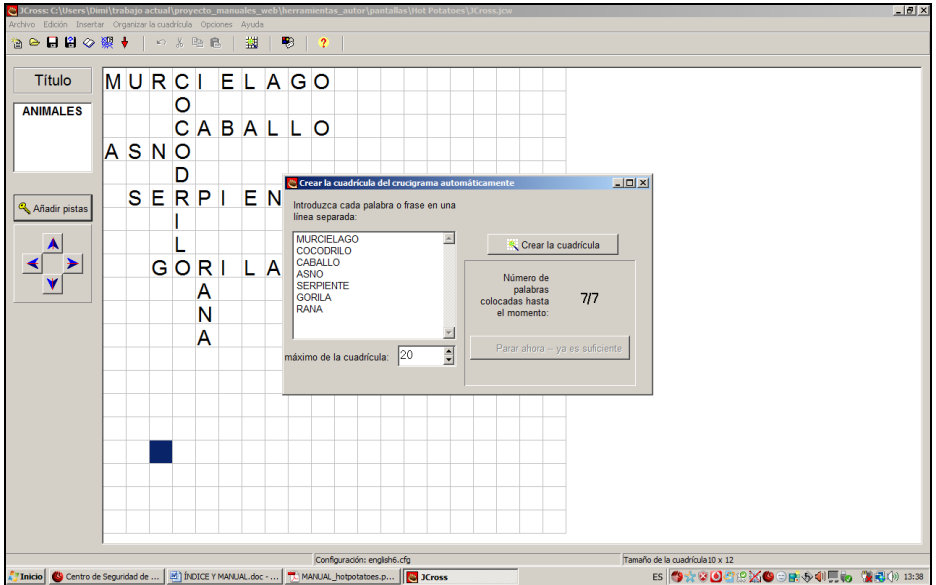 JCross: C:\Users\Dimi\trabajo actual\proyecto_manuales_web\herramientas_autor\pantallas\Hot Potatoes\JCross.jcw
Archivo Edición Insertar Organizar la cuadrícula Opciones Ayuda
Título
ANIMALES
Añadir pistas
MURCIELAGO
O
CABALLO
ASNO
D
SERPIEN
I
L
GORILA
A
N
A
Crear la cuadrícula del crucigrama automáticamente
Introduzca cada palabra o frase en una
línea separada:
MURCIELAGO
COCODRILO
CABALLO
ASNO
SERPIENTE
GORILA
RANA
máximo de la cuadrícula: 20
Crear la cuadrícula
Número de
palabras
colocadas hasta
el momento:
7/7
Parar ahora -- ya es suficiente
Configuración: english6.cfg
Tamaño de la cuadrícula10 x 12
Inicio
Centro de Seguridad de ...
ÍNDICE Y MANUAL.doc - ...
MANUAL_hotpotatoes.p...
JCross
ES
13:38